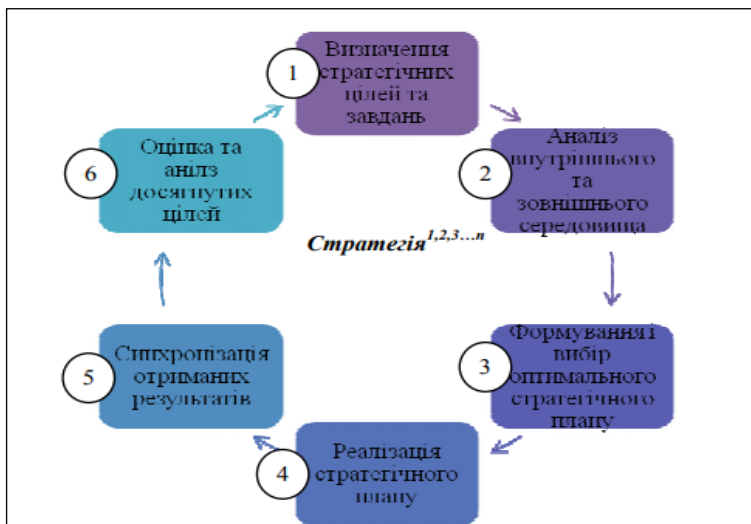 1
Визначення
стратегічних
цілей та
завдань
2
Аналіз
внутрішнього
та
зовнішнього
середовища
3
Формування і
вибір
оптимального
стратегічного
плану
4
Реалізація
стратегічного
плану
5
Синхронізація
отриманих
результатів
6
Оцінка та
анілз
досягнутих
цілей
Стратегія1,2,3…n